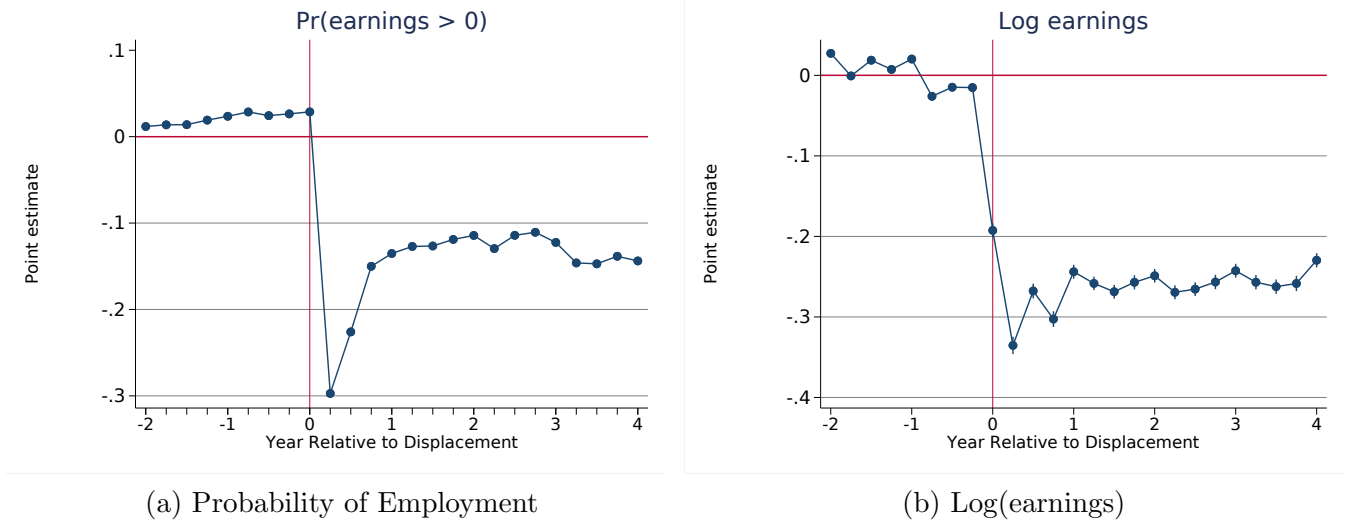 Pr(earnings > 0)
.1
0
-.1
-.2
-.3
Point estimate
-2 -1 0 1 2 3 4
Year Relative to Displacement
(a) Probability of Employment
Log earnings
0
-.1
-.2
-.3
-.4
Point estimate
-2 -1 0 1 2 3 4
Year Relative to Displacement
(b) Log(earnings)